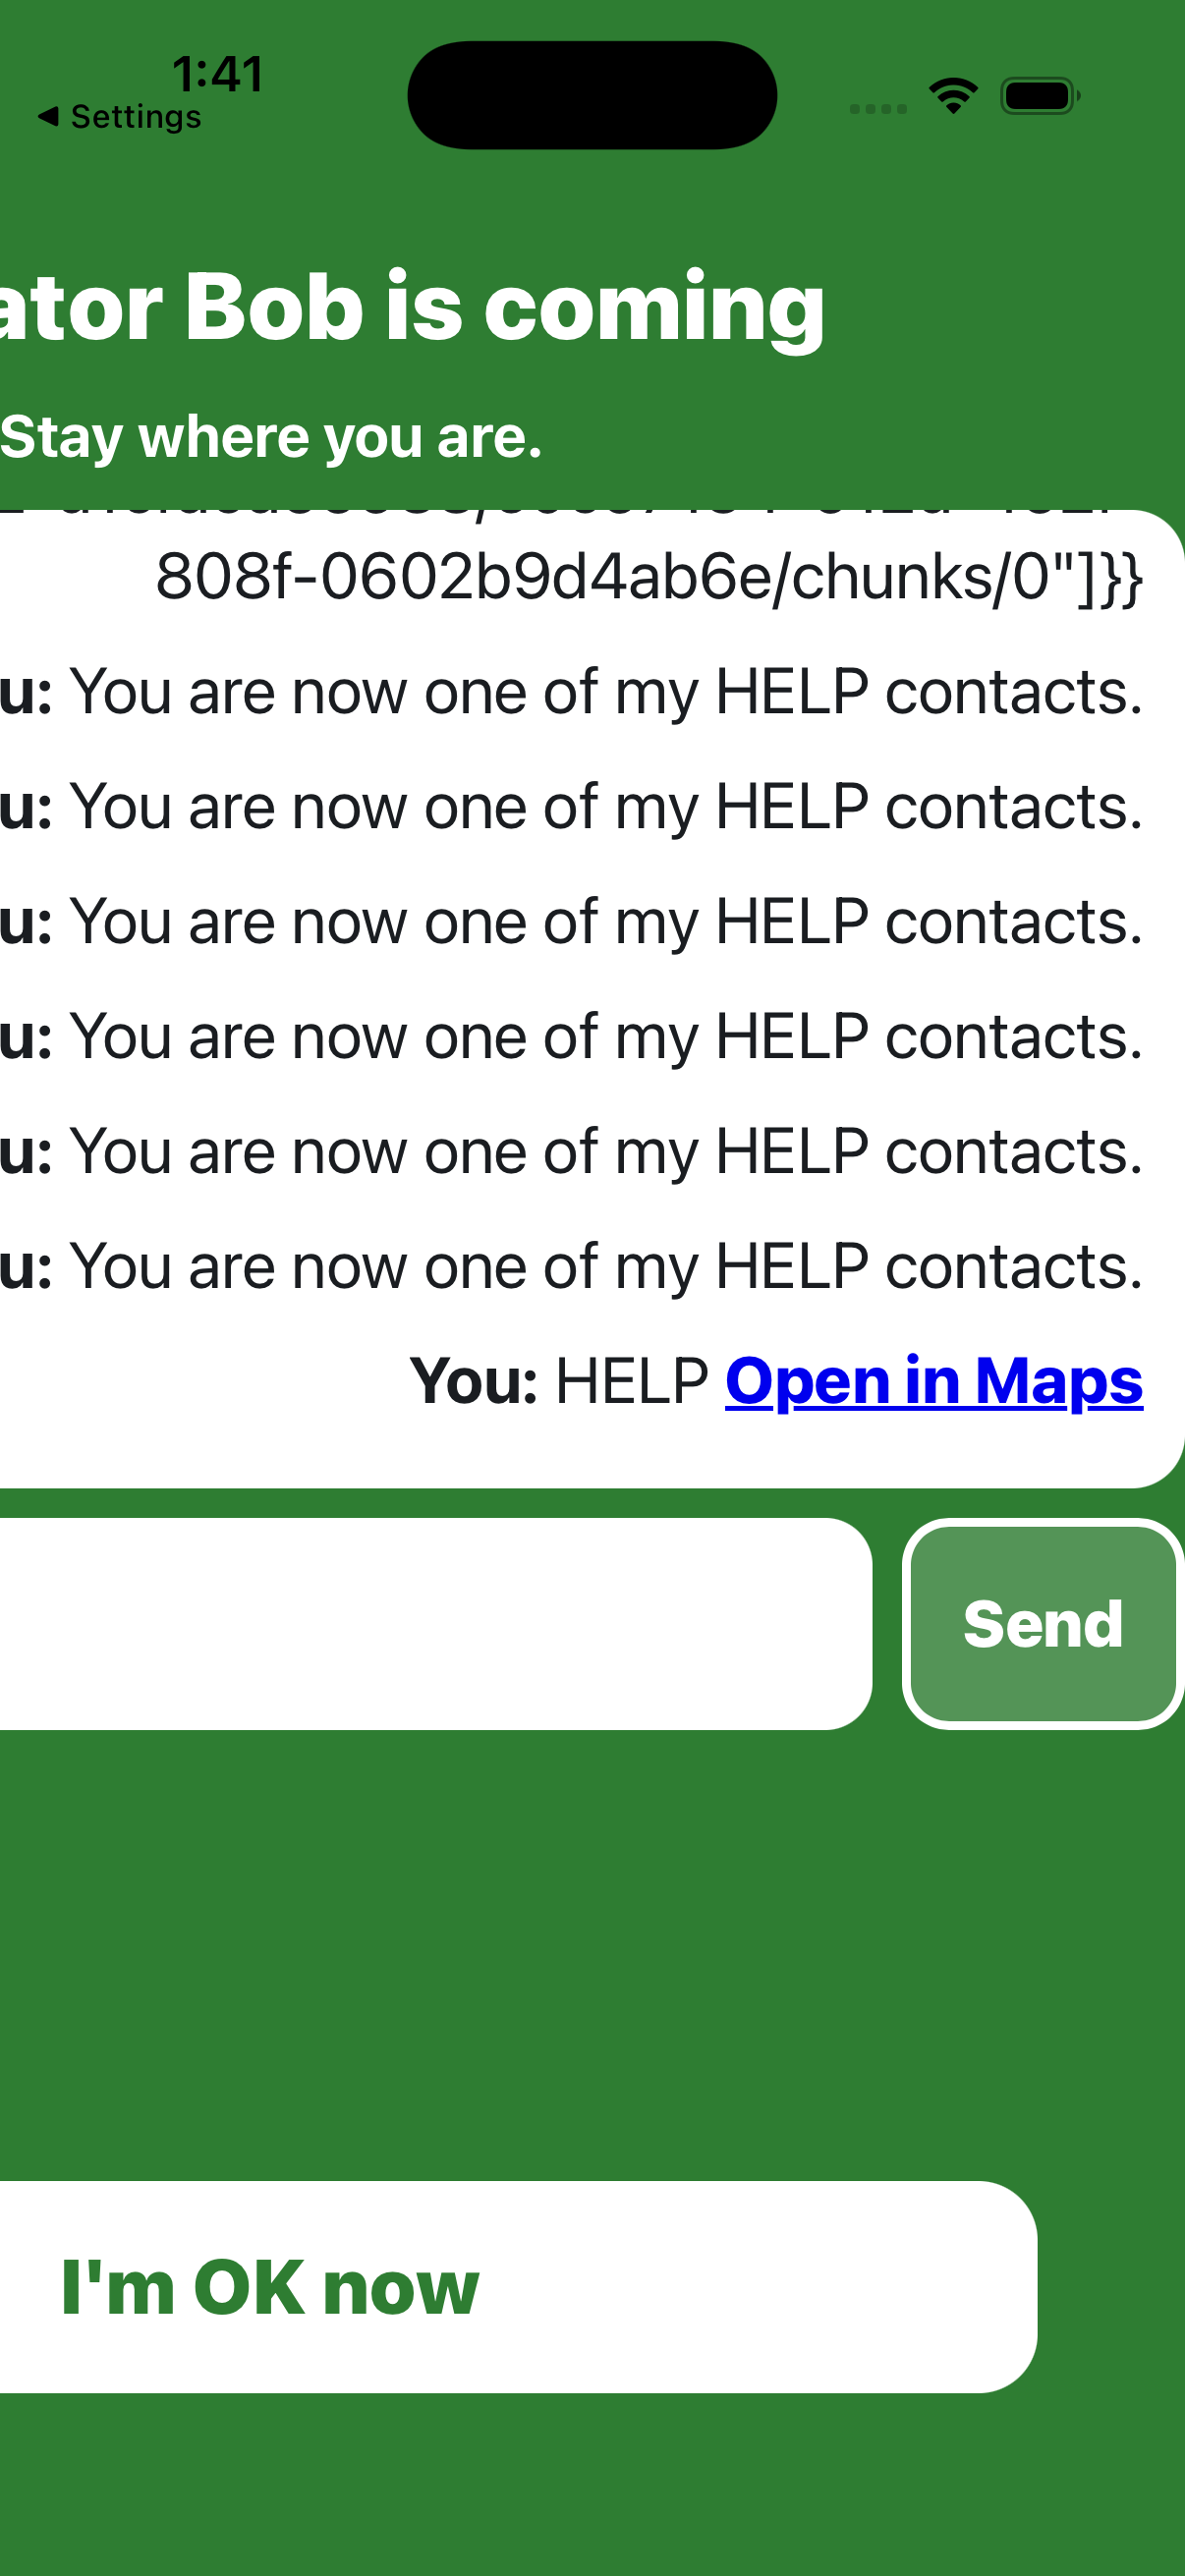 1:41
◀ Settings
ator Bob is coming
Stay where you are.
808f-0602b9d4ab6e/chunks/0"]}}
u: You are now one of my HELP contacts.
u: You are now one of my HELP contacts.
u: You are now one of my HELP contacts.
u: You are now one of my HELP contacts.
u: You are now one of my HELP contacts.
u: You are now one of my HELP contacts.
You: HELP Open in Maps
Send
I'm OK now